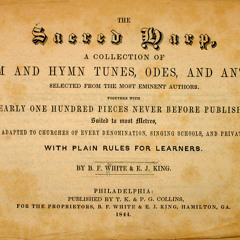 THE
Sacred Harp,
A COLLECTION OF
M AND HYMN TUNES, ODES, AND AN
SELECTED FROM THE MOST EMINENT AUTHORS.
TOGETHER WITH
EARLY ONE HUNDRED PIECES NEVER BEFORE PUBLISHE
Suited to most Metres,
ADAPTED TO CHURCHES OF EVERY DENOMINATION, SINGING SCHOOLS, AND PRIVAT
WITH PLAIN RULES FOR LEARNERS.
BY B. F. WHITE & E. J. KING.
PHILADELPHIA:
PUBLISHED BY T. K. & P. G. COLLINS,
FOR THE PROPRIETORS, B. F. WHITE & E. J. KING, HAMILTON, GA.
1844.